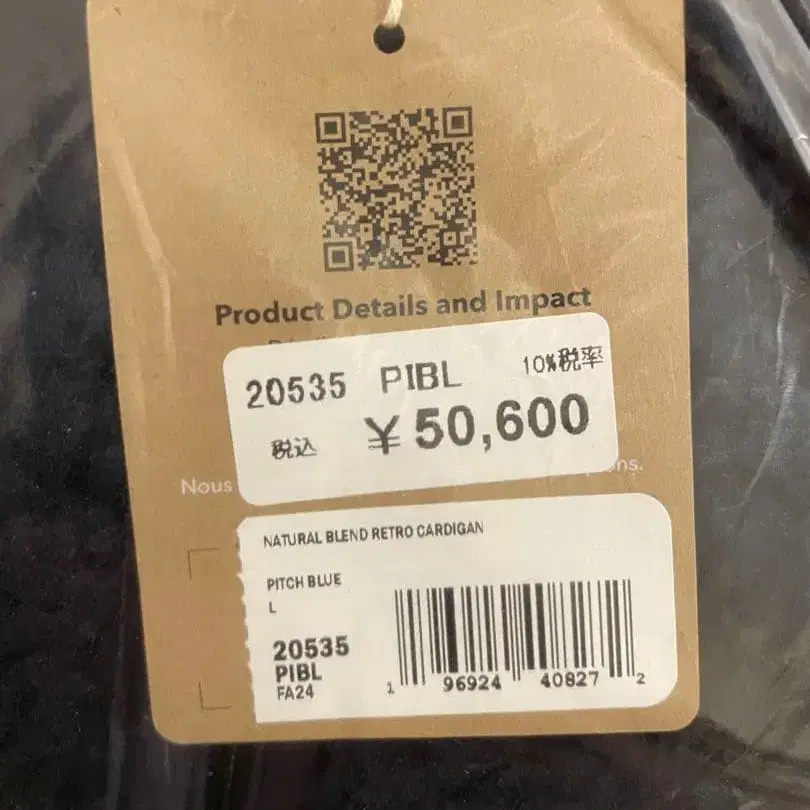 Product Details and Impact
20535 PIBL 10%税率
税込 ¥50,600
Nous
ns.
NATURAL BLEND RETRO CARDIGAN
PITCH BLUE
L
20535
PIBL
FA24
1 96924 40827 2